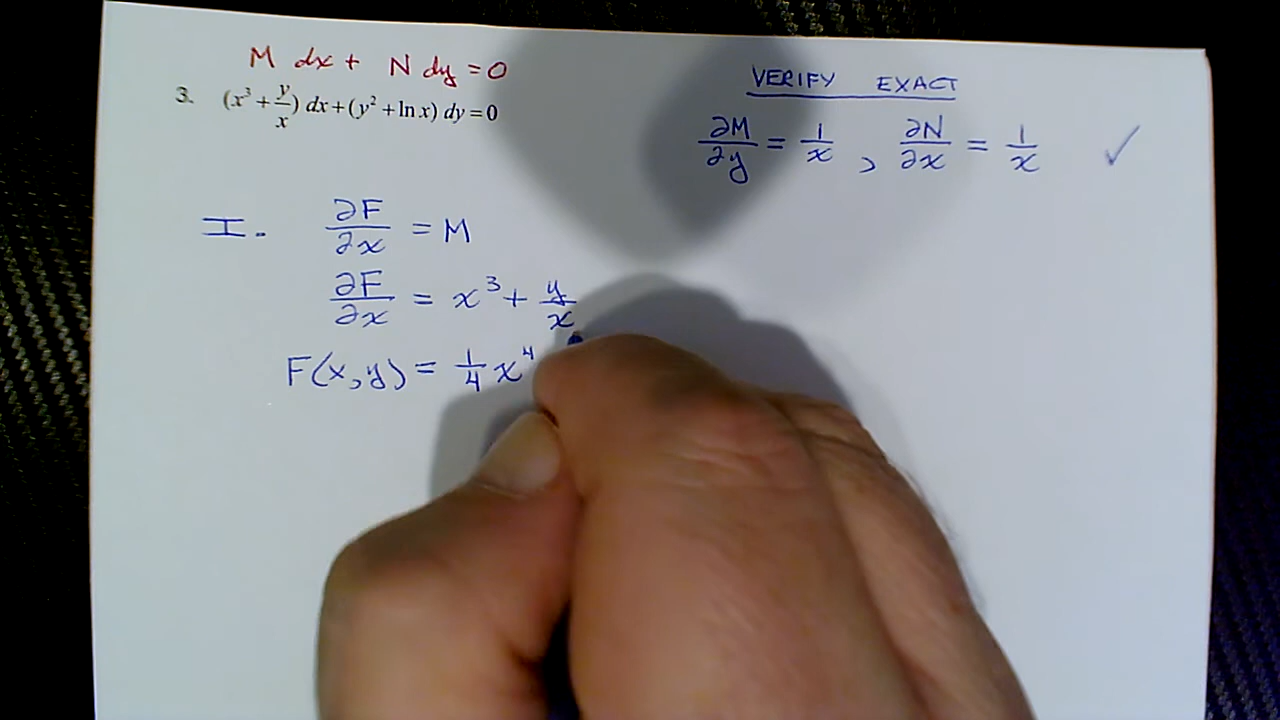 M dx + N dy = 0
3. (x³ + y/x) dx + (y² + ln x) dy = 0
VERIFY EXACT
∂M/∂y = 1/x , ∂N/∂x = 1/x ✓
I. ∂F/∂x = M
∂F/∂x = x³ + y/x
F(x,y) = 1/4 x⁴